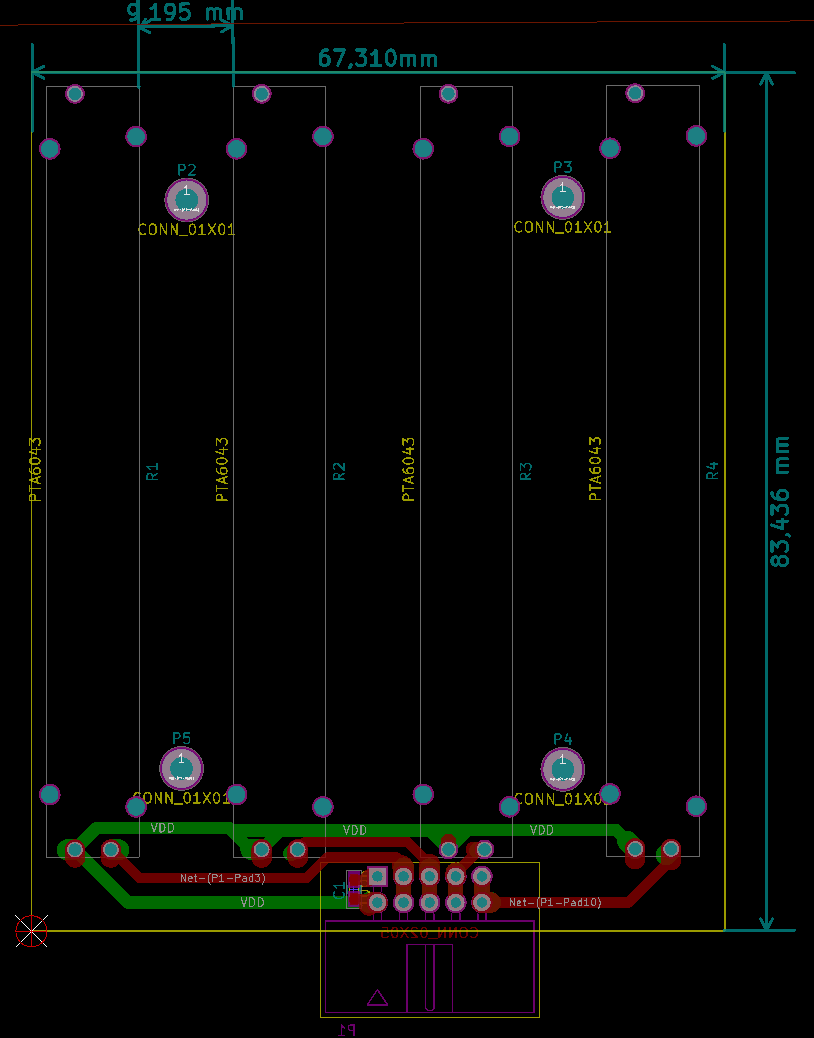 9,195 mm
67,310mm
P2
1
CONN_01X01
P3
1
CONN_01X01
PTA6043
R1
PTA6043
R2
PTA6043
R3
PTA6043
R4
83,436 mm
P5
1
CONN_01X01
P4
1
CONN_01X01
VDD
VDD
VDD
Net-(P1-Pad3)
VDD
C1
Net-(P1-Pad10)
CONN_02X05
P1